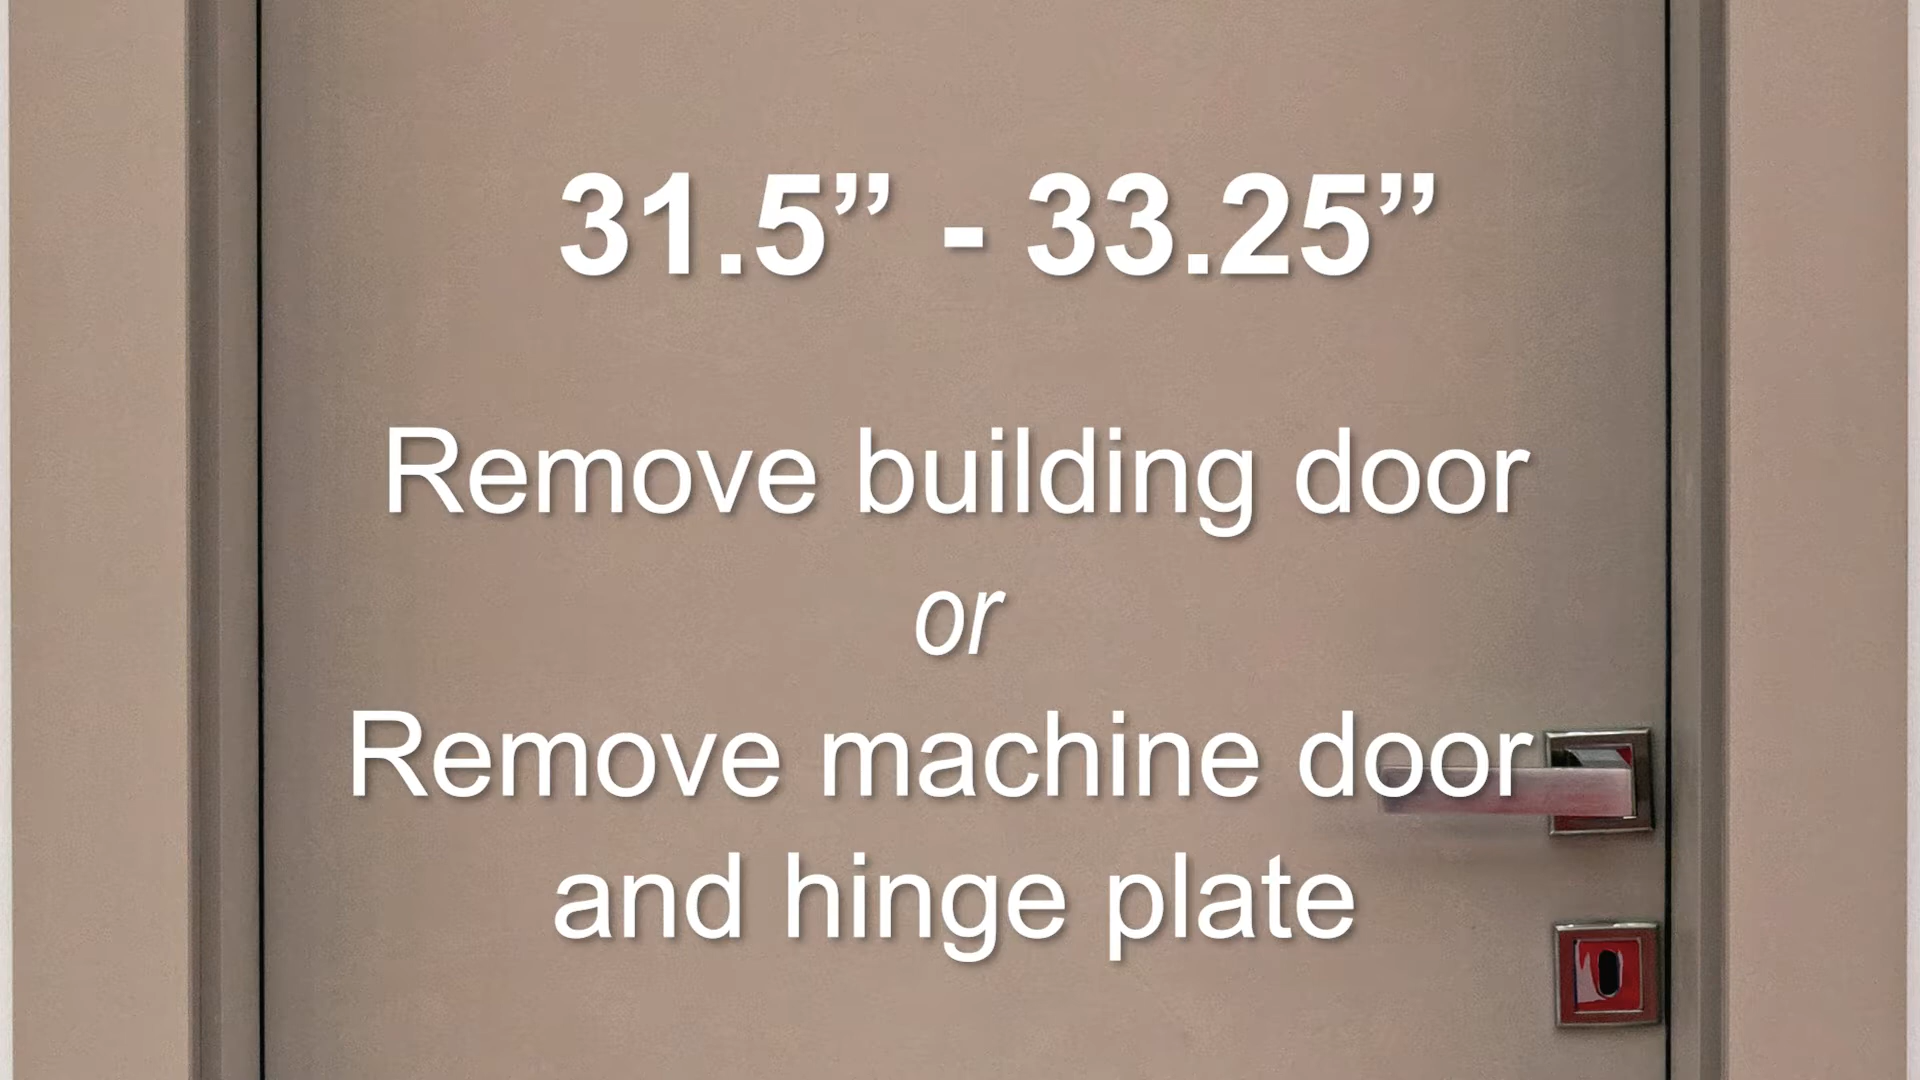 31.5” - 33.25”
Remove building door
or
Remove machine door
and hinge plate